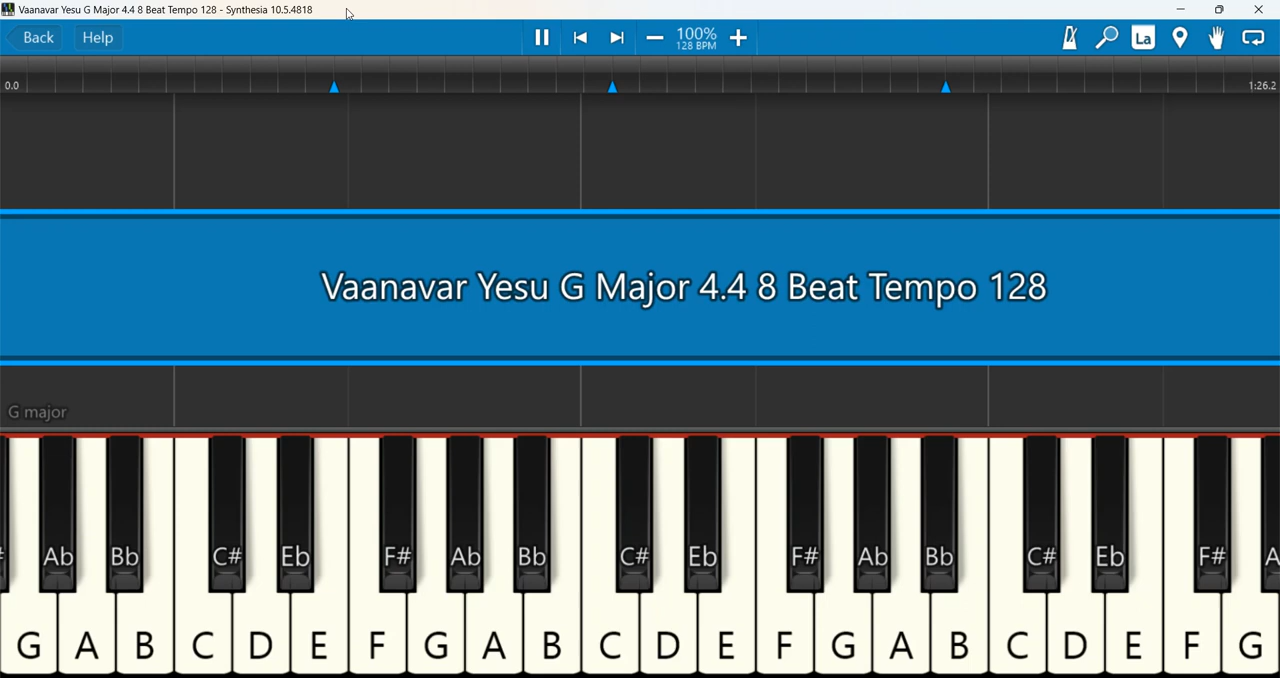 Vaanavar Yesu G Major 4.4 8 Beat Tempo 128 - Synthesia 10.5.4818
Back Help 100% La
128 BPM
0.0 1:26.2
Vaanavar Yesu G Major 4.4 8 Beat Tempo 128
G major
# Ab Bb C# Eb F# Ab Bb C# Eb F# Ab Bb C# Eb F# A
G A B C D E F G A B C D E F G A B C D E F G